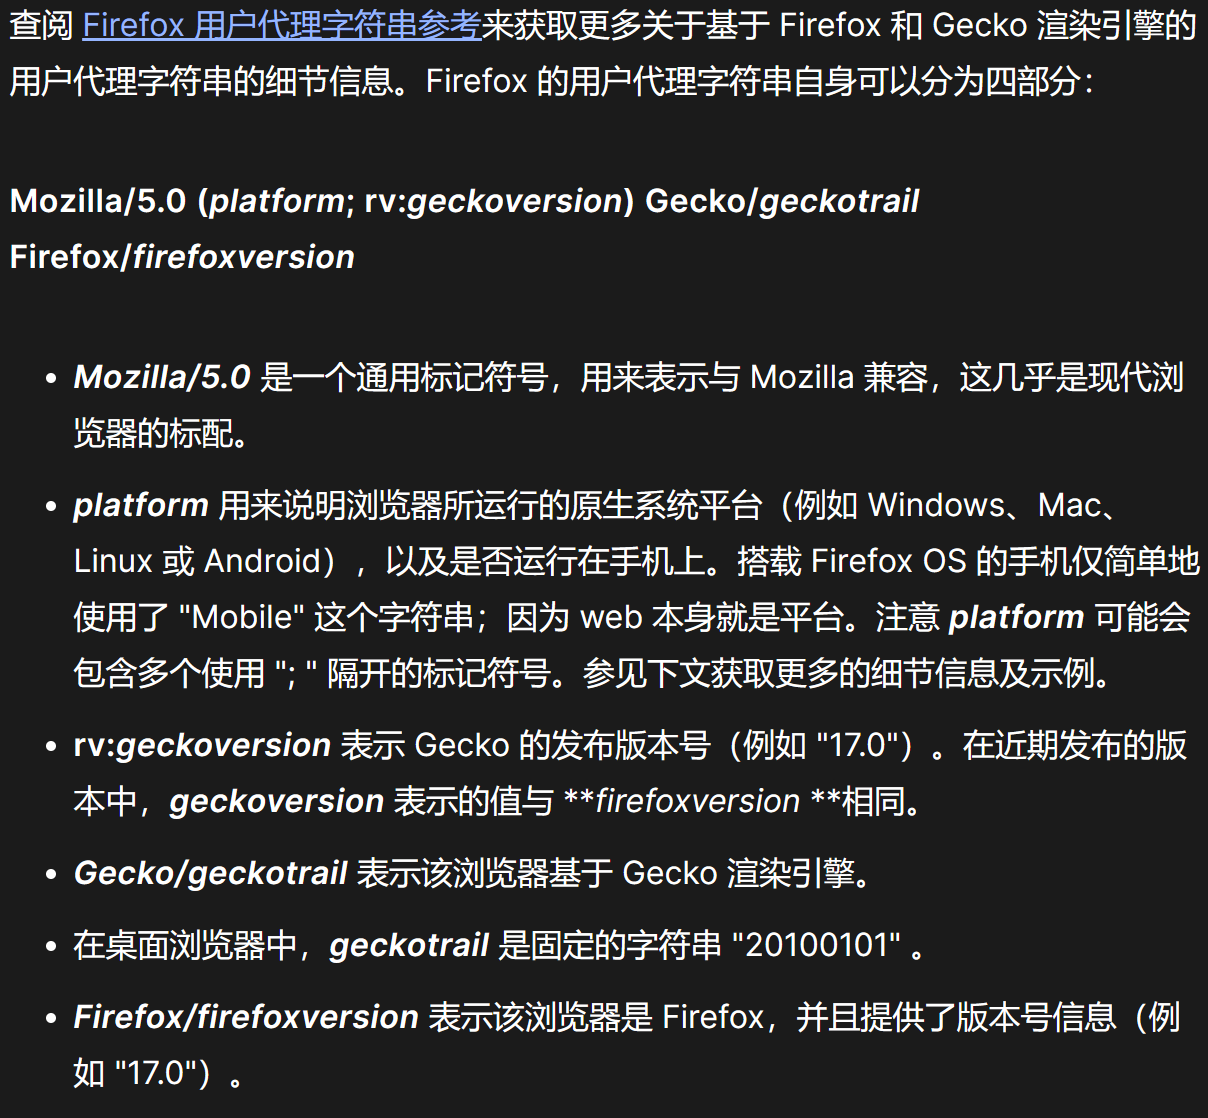 查阅 Firefox 用户代理字符串参考来获取更多关于基于 Firefox 和 Gecko 渲染引擎的
用户代理字符串的细节信息。Firefox 的用户代理字符串自身可以分为四部分：
Mozilla/5.0 (platform; rv:geckoversion) Gecko/geckotrail
Firefox/firefoxversion
• Mozilla/5.0 是一个通用标记符号，用来表示与 Mozilla 兼容，这几乎是现代浏
览器的标配。
• platform 用来说明浏览器所运行的原生系统平台（例如 Windows、Mac、
Linux 或 Android），以及是否运行在手机上。搭载 Firefox OS 的手机仅简单地
使用了 "Mobile" 这个字符串；因为 web 本身就是平台。注意 platform 可能会
包含多个使用 "; " 隔开的标记符号。参见下文获取更多的细节信息及示例。
• rv:geckoversion 表示 Gecko 的发布版本号（例如 "17.0"）。在近期发布的版
本中，geckoversion 表示的值与 **firefoxversion **相同。
• Gecko/geckotrail 表示该浏览器基于 Gecko 渲染引擎。
• 在桌面浏览器中，geckotrail 是固定的字符串 "20100101" 。
• Firefox/firefoxversion 表示该浏览器是 Firefox，并且提供了版本号信息（例
如 "17.0"）。